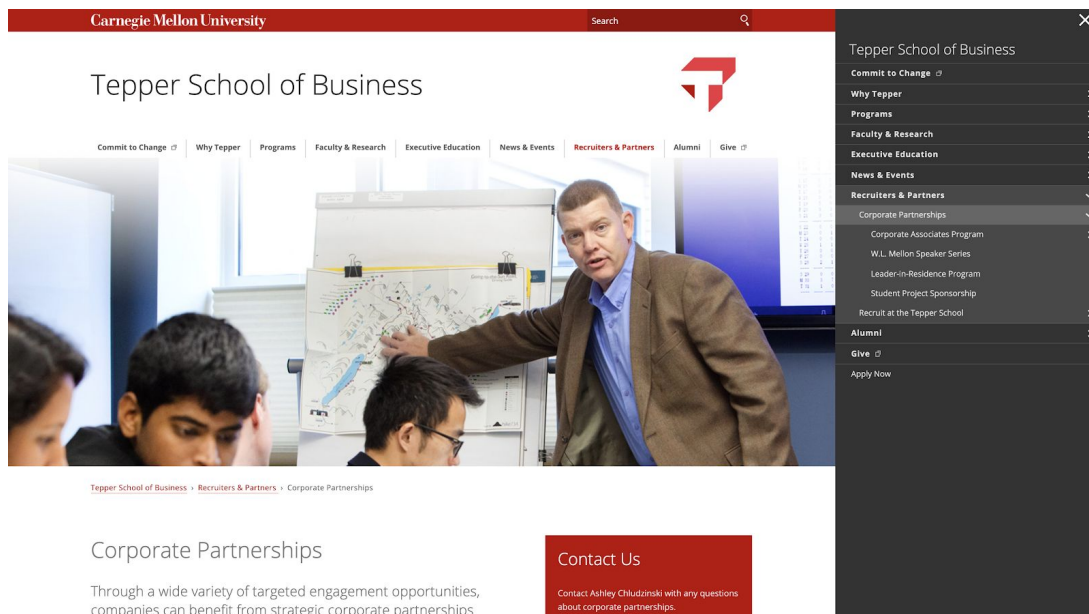 Carnegie Mellon University
Search
Tepper School of Business
Commit to Change
Why Tepper
Programs
Faculty & Research
Executive Education
News & Events
Recruiters & Partners
Alumni
Give
Tepper School of Business › Recruiters & Partners › Corporate Partnerships
Corporate Partnerships
Through a wide variety of targeted engagement opportunities,
companies can benefit from strategic corporate partnerships
Contact Us
Contact Ashley Chludzinski with any questions
about corporate partnerships.
Tepper School of Business
Commit to Change
Why Tepper
Programs
Faculty & Research
Executive Education
News & Events
Recruiters & Partners
Corporate Partnerships
Corporate Associates Program
W.L. Mellon Speaker Series
Leader-in-Residence Program
Student Project Sponsorship
Recruit at the Tepper School
Alumni
Give
Apply Now